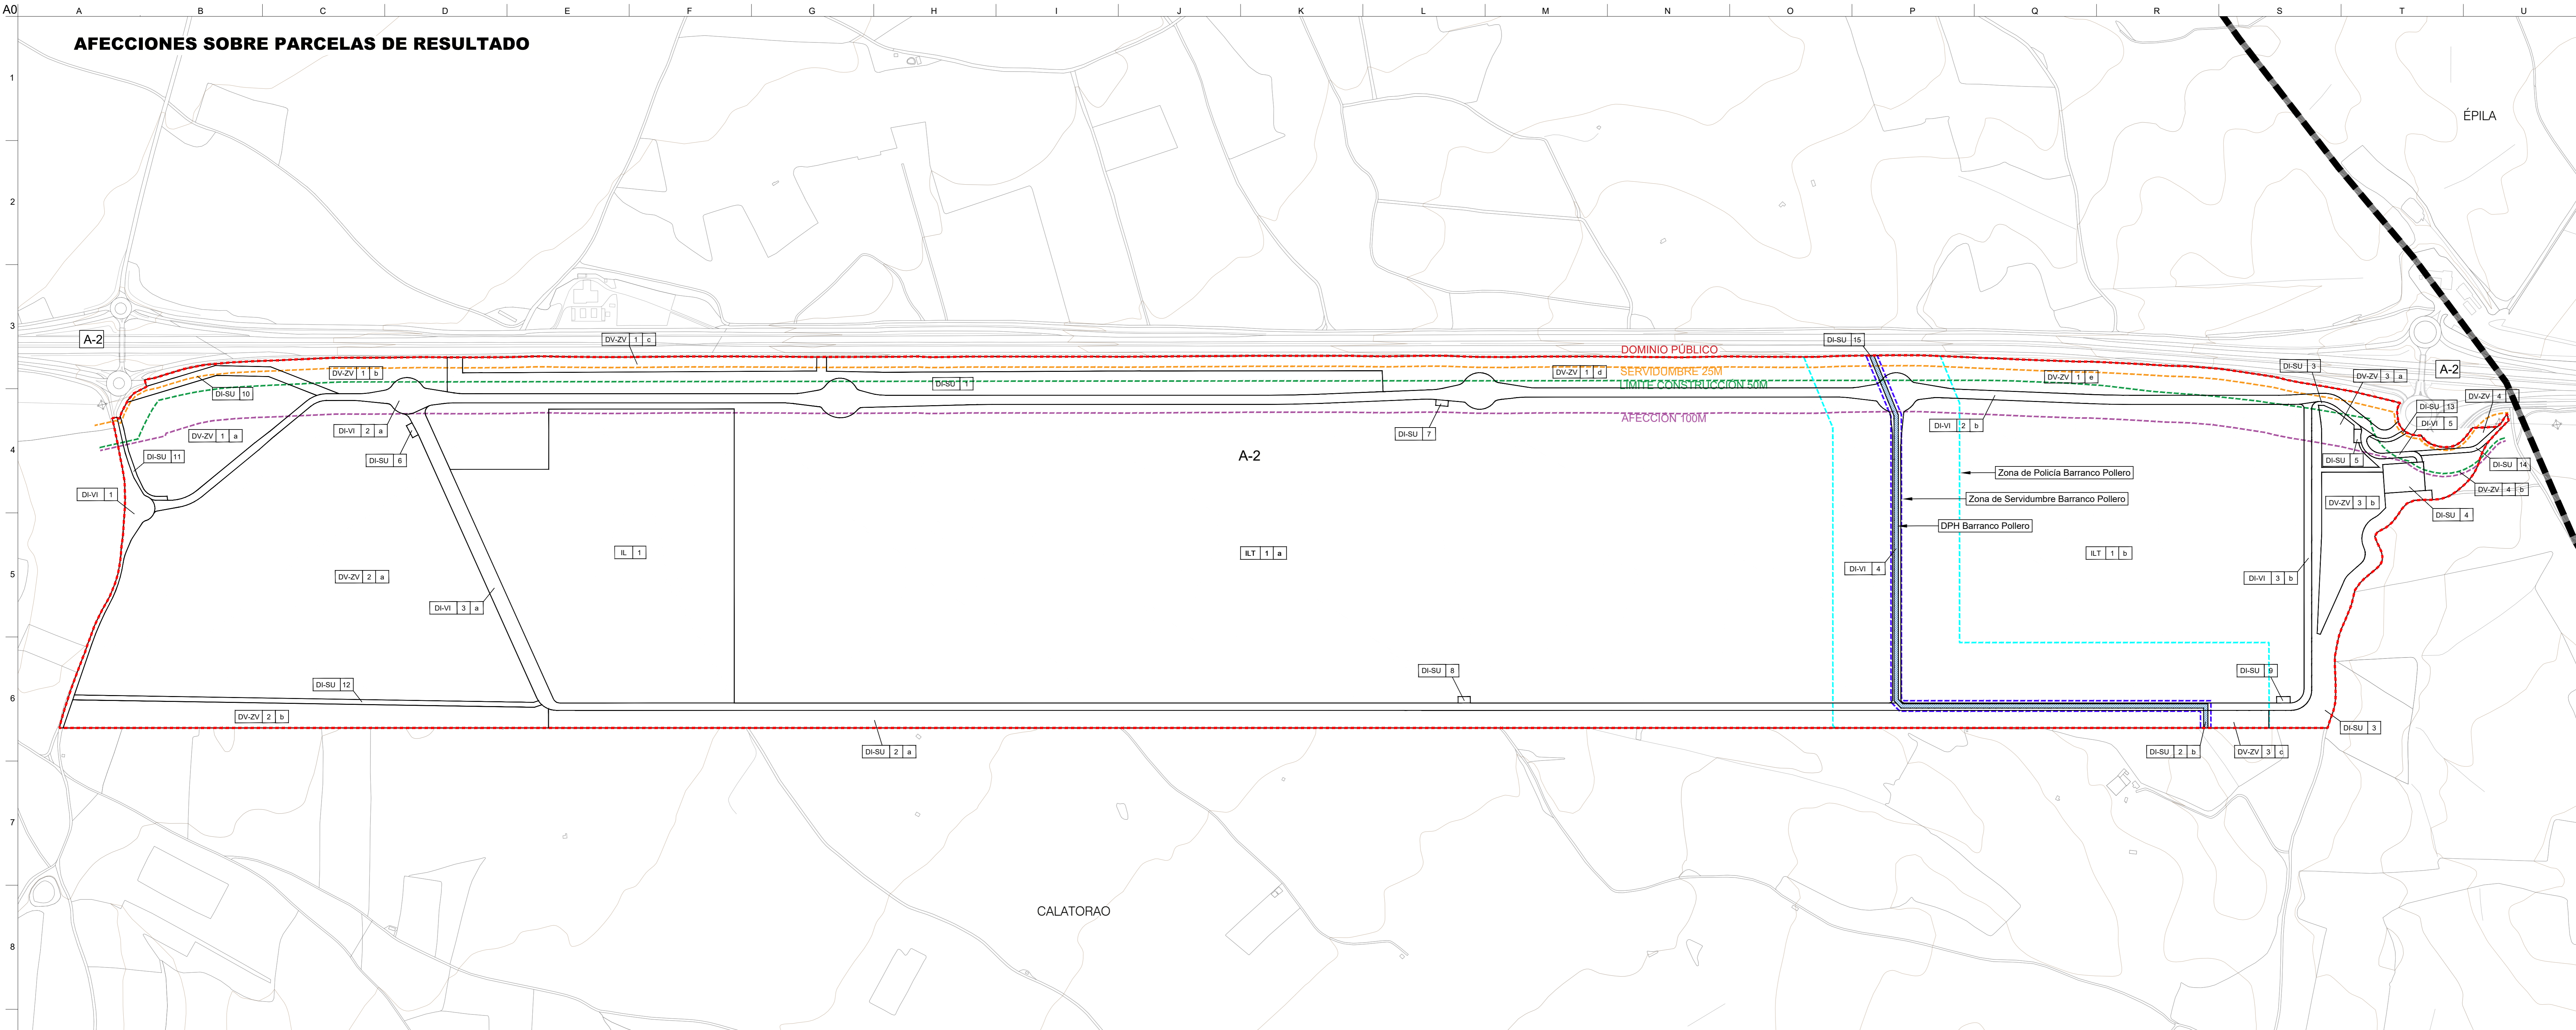 A0 A B C D E F G H I J K L M N O P Q R S T U
AFECCIONES SOBRE PARCELAS DE RESULTADO
1
ÉPILA
2
3
A-2
DV-ZV 1 c
DI-SU 15
DOMINIO PÚBLICO
DI-SU 3
A-2
DV-ZV 1 b
SERVIDUMBRE 25M
DV-ZV 1 d
DV-ZV 1 e
DV-ZV 3 a
DI-SU 1
LIMITE CONSTRUCCION 50M
DI-SU 10
DV-ZV 4
DI-SU 13
AFECCION 100M
DI-VI 5
DI-VI 2 a
DI-VI 2 b
DV-ZV 1 a
DI-SU 7
4
DI-SU 11
A-2
DI-SU 6
DI-SU 5
DI-SU 14
Zona de Policía Barranco Pollero
DV-ZV 4 b
DI-VI 1
Zona de Servidumbre Barranco Pollero
DV-ZV 3 b
DI-SU 4
DPH Barranco Pollero
IL 1
ILT 1 a
ILT 1 b
DI-VI 4
5
DV-ZV 2 a
DI-VI 3 b
DI-VI 3 a
DI-SU 8
DI-SU 9
DI-SU 12
6
DV-ZV 2 b
DI-SU 3
DI-SU 2 a
DI-SU 2 b
DV-ZV 3 c
7
CALATORAO
8